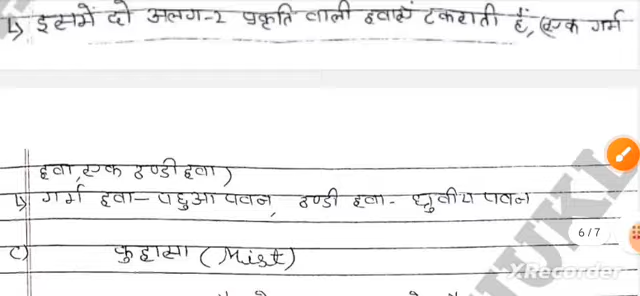 ↳ इसमें दो अलग-2 प्रकृति वाली हवाएं टकराती हैं, (एक गर्म
हवा, एक ठण्डी हवा)
↳ गर्म हवा - पछुआ पवन, ठण्डी हवा - ध्रुवीय पवन
6/7
c) कुहासा (Mist)
XRecorder